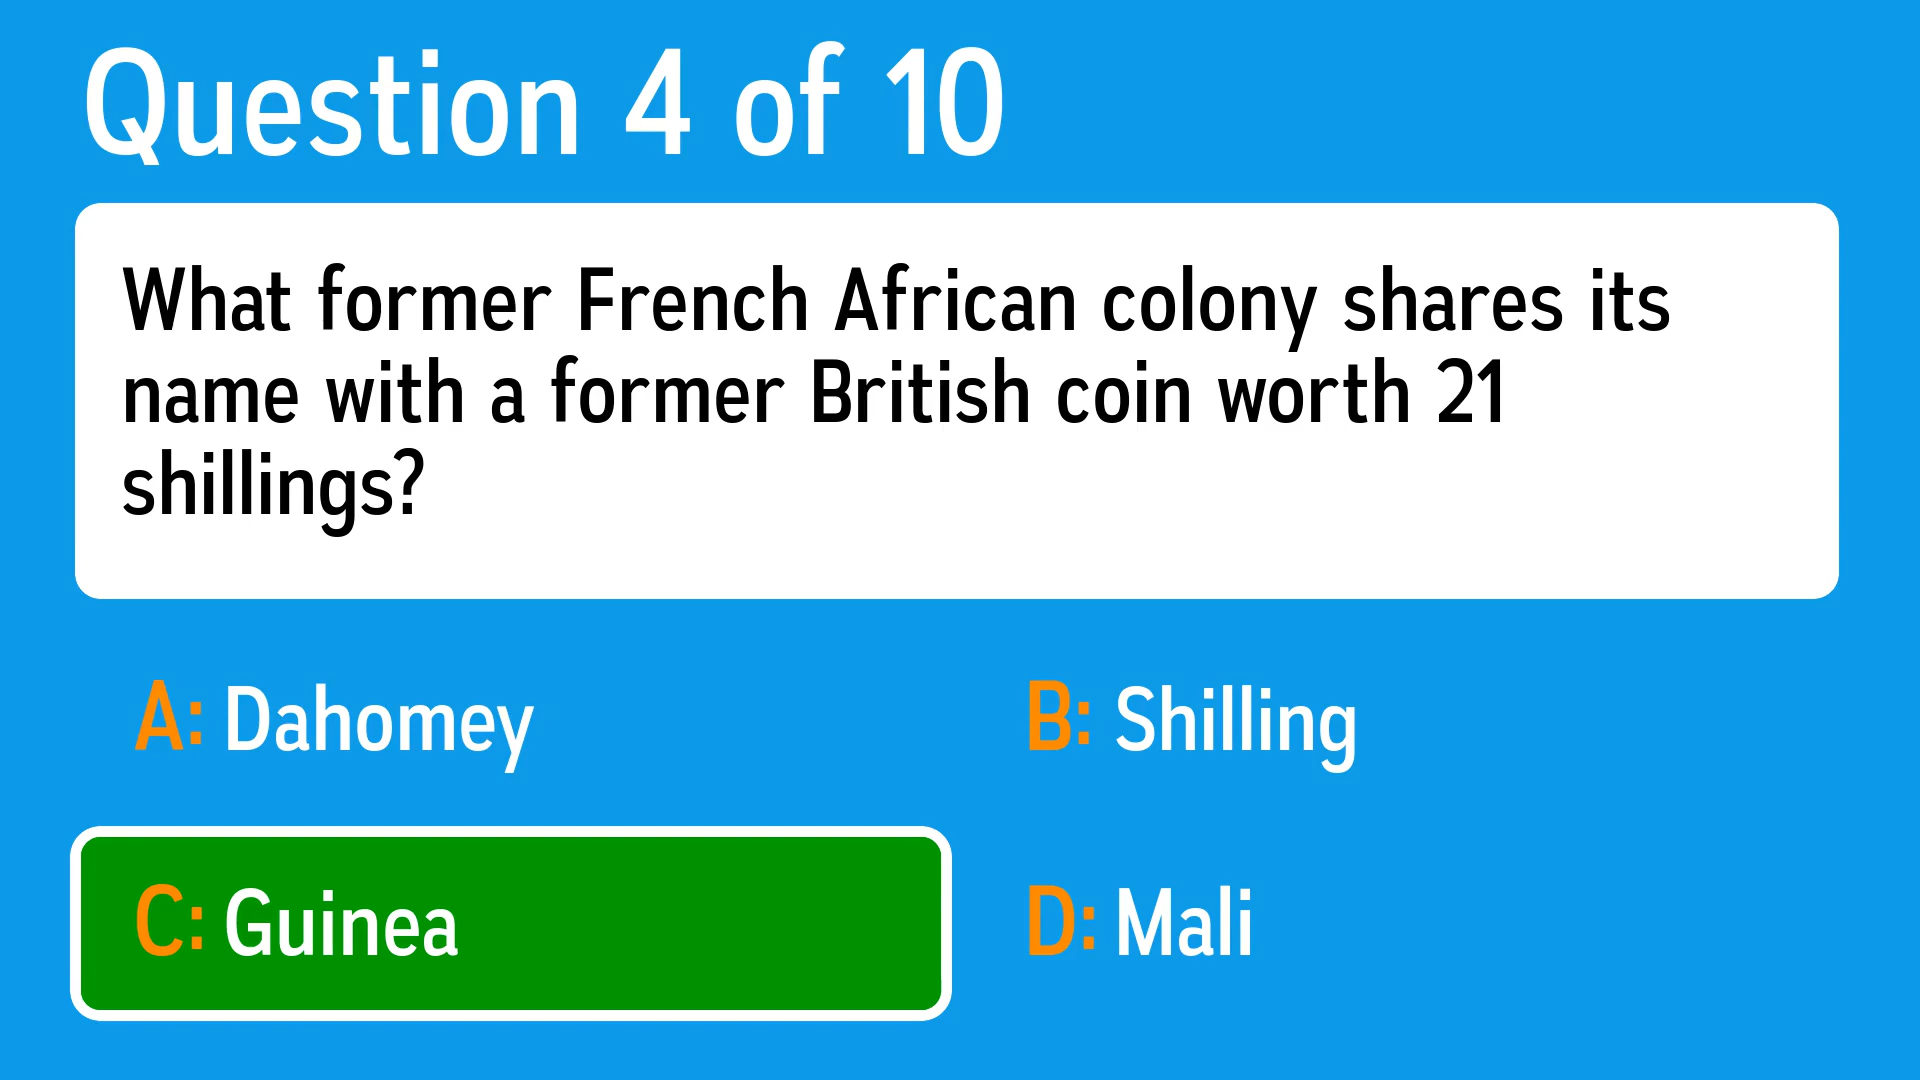 Question 4 of 10
What former French African colony shares its
name with a former British coin worth 21
shillings?
A: Dahomey
B: Shilling
C: Guinea
D: Mali